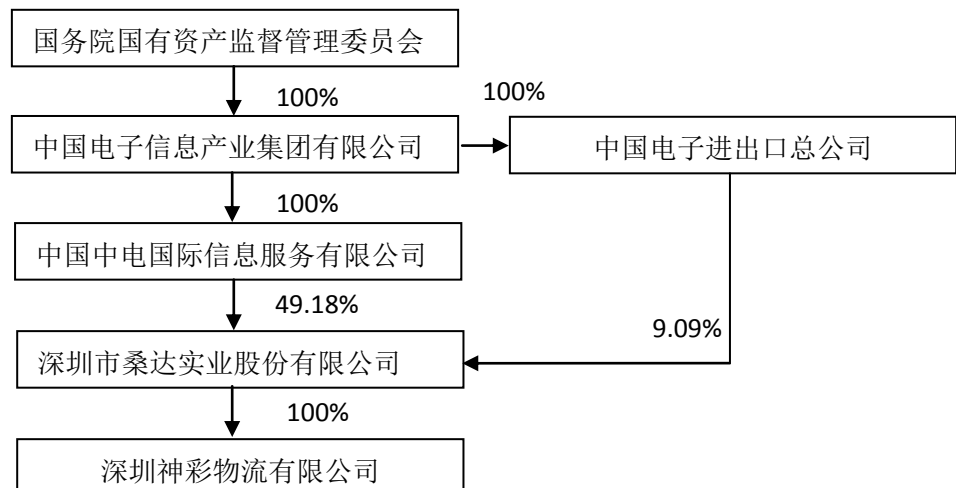 国务院国有资产监督管理委员会
100%
100%
中国电子信息产业集团有限公司
中国电子进出口总公司
100%
中国中电国际信息服务有限公司
49.18%
9.09%
深圳市桑达实业股份有限公司
100%
深圳神彩物流有限公司